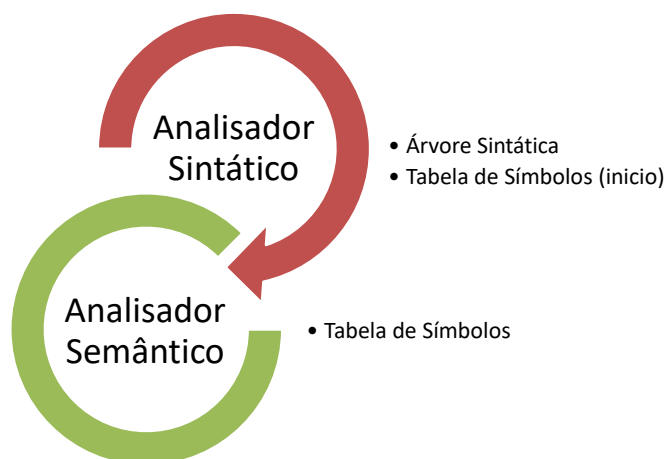 Analisador
Sintático
• Árvore Sintática
• Tabela de Símbolos (inicio)
Analisador
Semântico
• Tabela de Símbolos